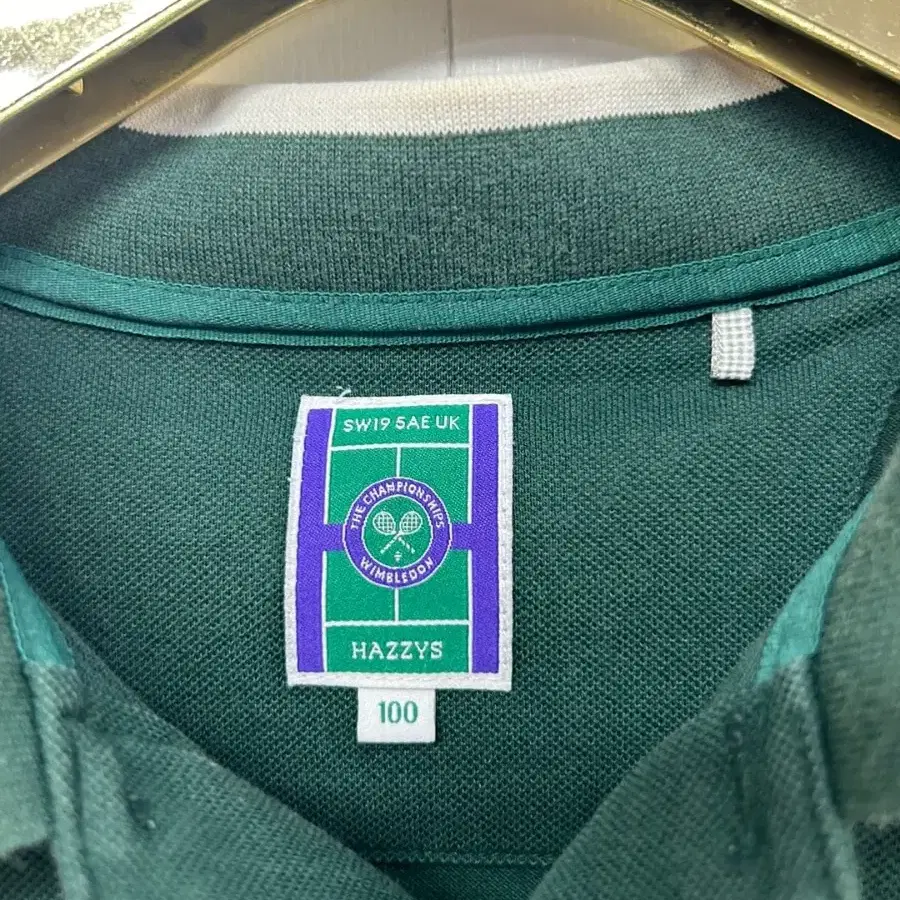 SW19 5AE UK
THE CHAMPIONSHIPS
WIMBLEDON
HAZZYS
100